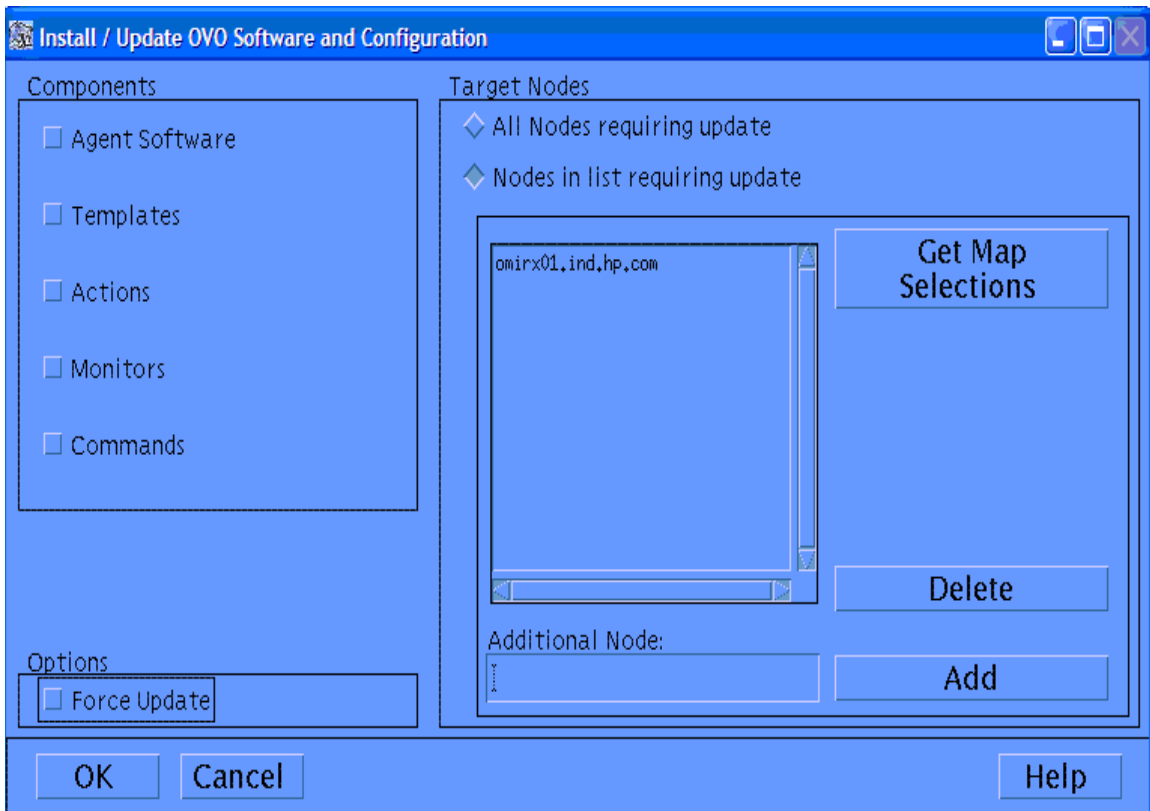 Install / Update OVO Software and Configuration
Components
Agent Software
Templates
Actions
Monitors
Commands
Options
Force Update
Target Nodes
All Nodes requiring update
Nodes in list requiring update
omirx01.ind.hp.com
Get Map
Selections
Delete
Additional Node:
Add
OK
Cancel
Help